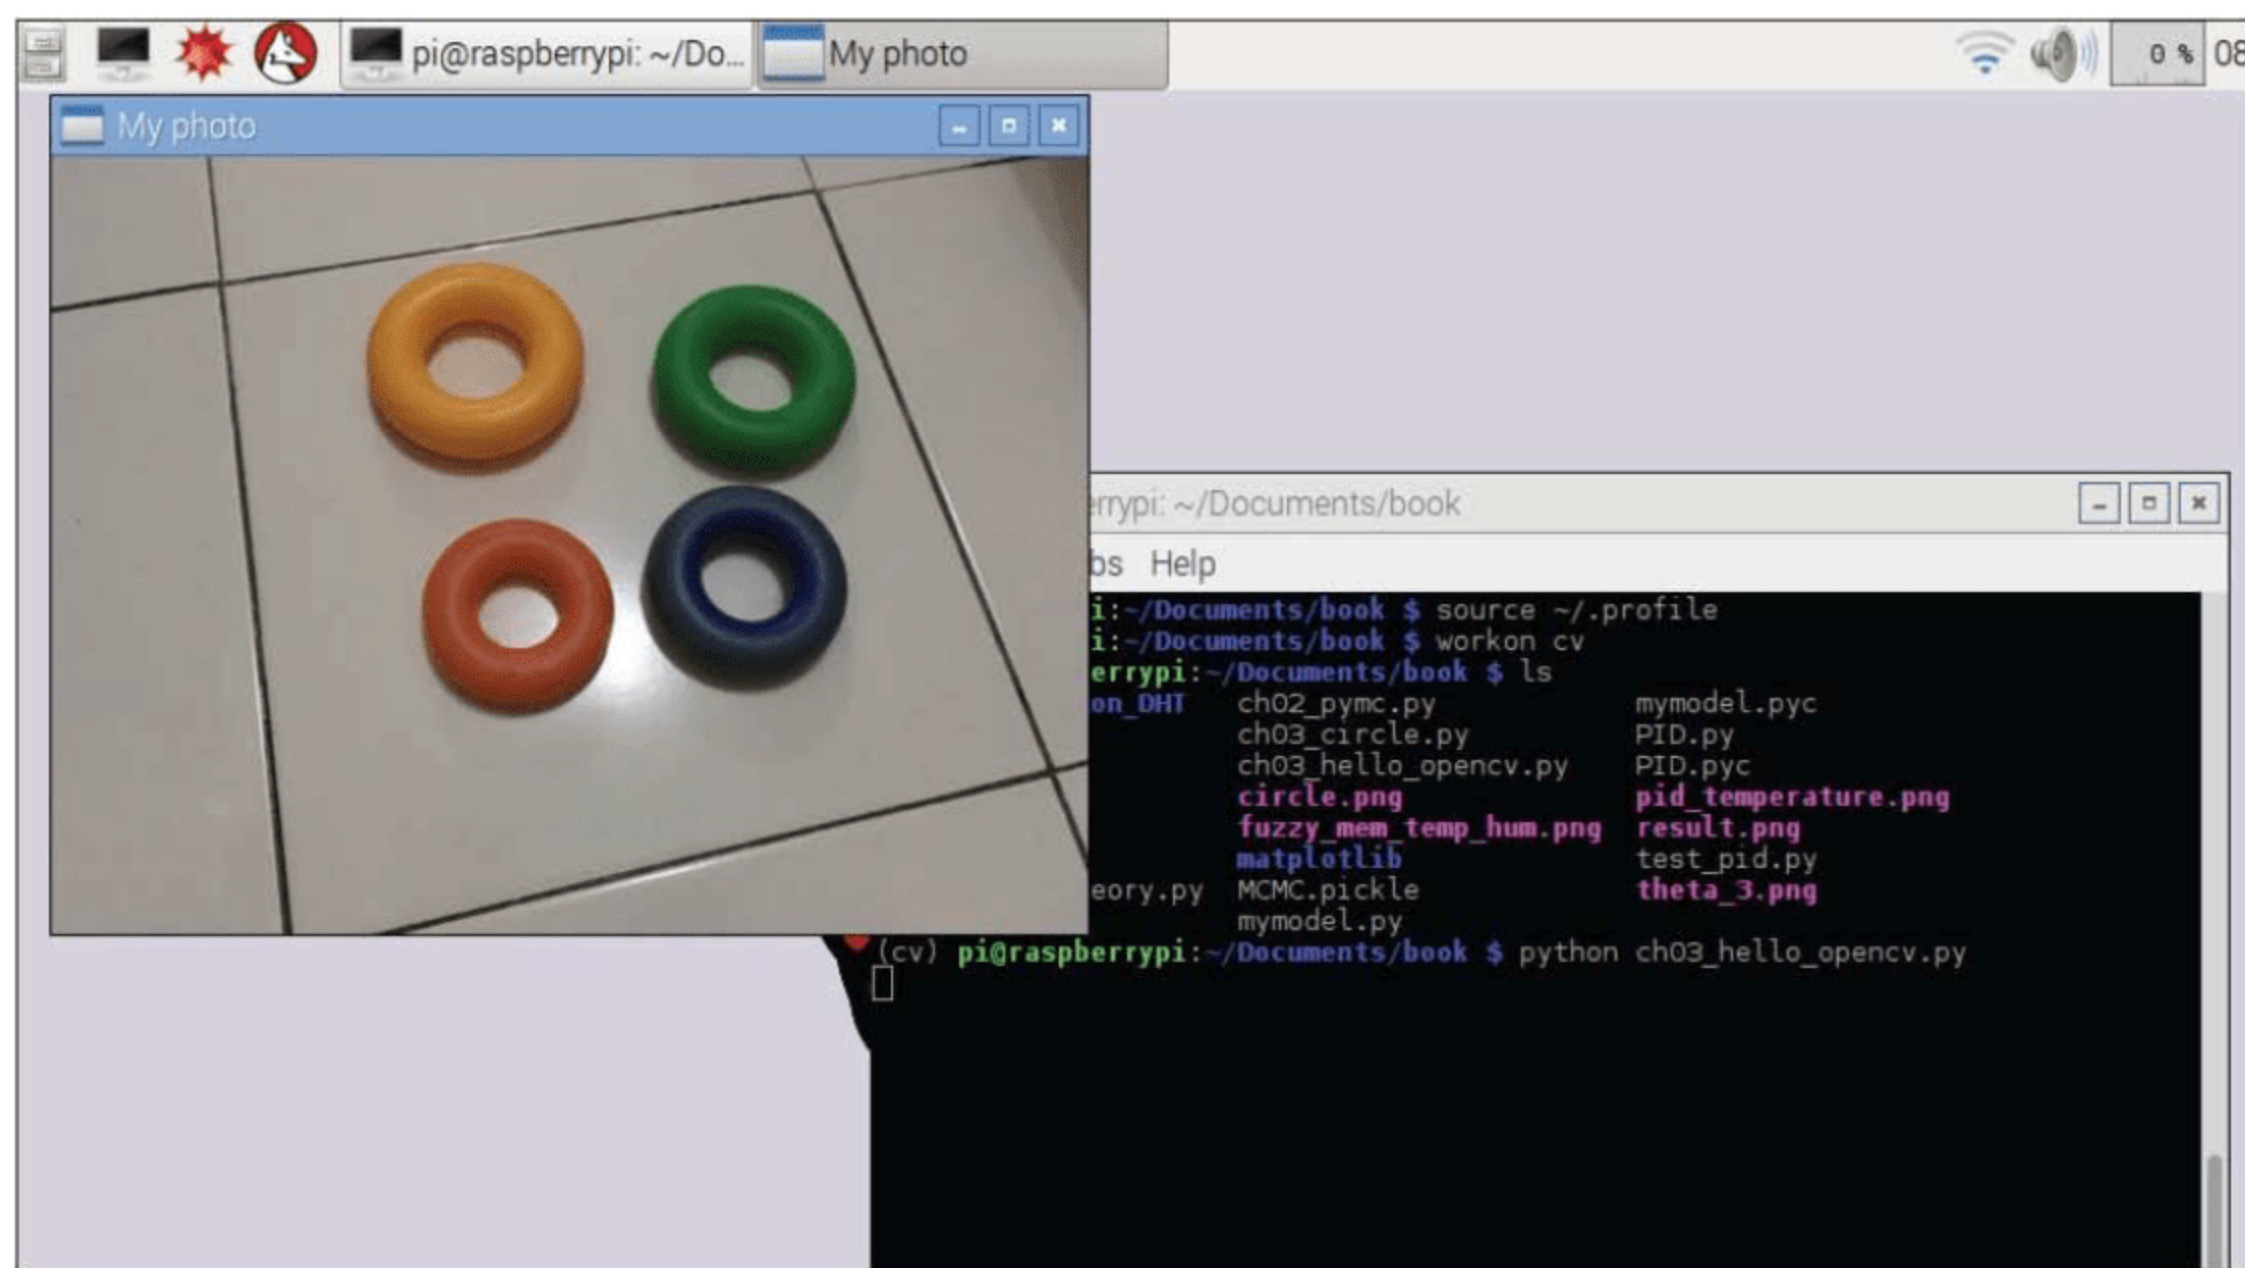 pi@raspberrypi: ~/Do... My photo 0 % 08
My photo
errypi: ~/Documents/book
bs Help
i:~/Documents/book $ source ~/.profile
i:~/Documents/book $ workon cv
errypi:~/Documents/book $ ls
on_DHT ch02_pymc.py mymodel.pyc
ch03_circle.py PID.py
ch03_hello_opencv.py PID.pyc
circle.png pid_temperature.png
fuzzy_mem_temp_hum.png result.png
matplotlib test_pid.py
eory.py MCMC.pickle theta_3.png
mymodel.py
(cv) pi@raspberrypi:~/Documents/book $ python ch03_hello_opencv.py